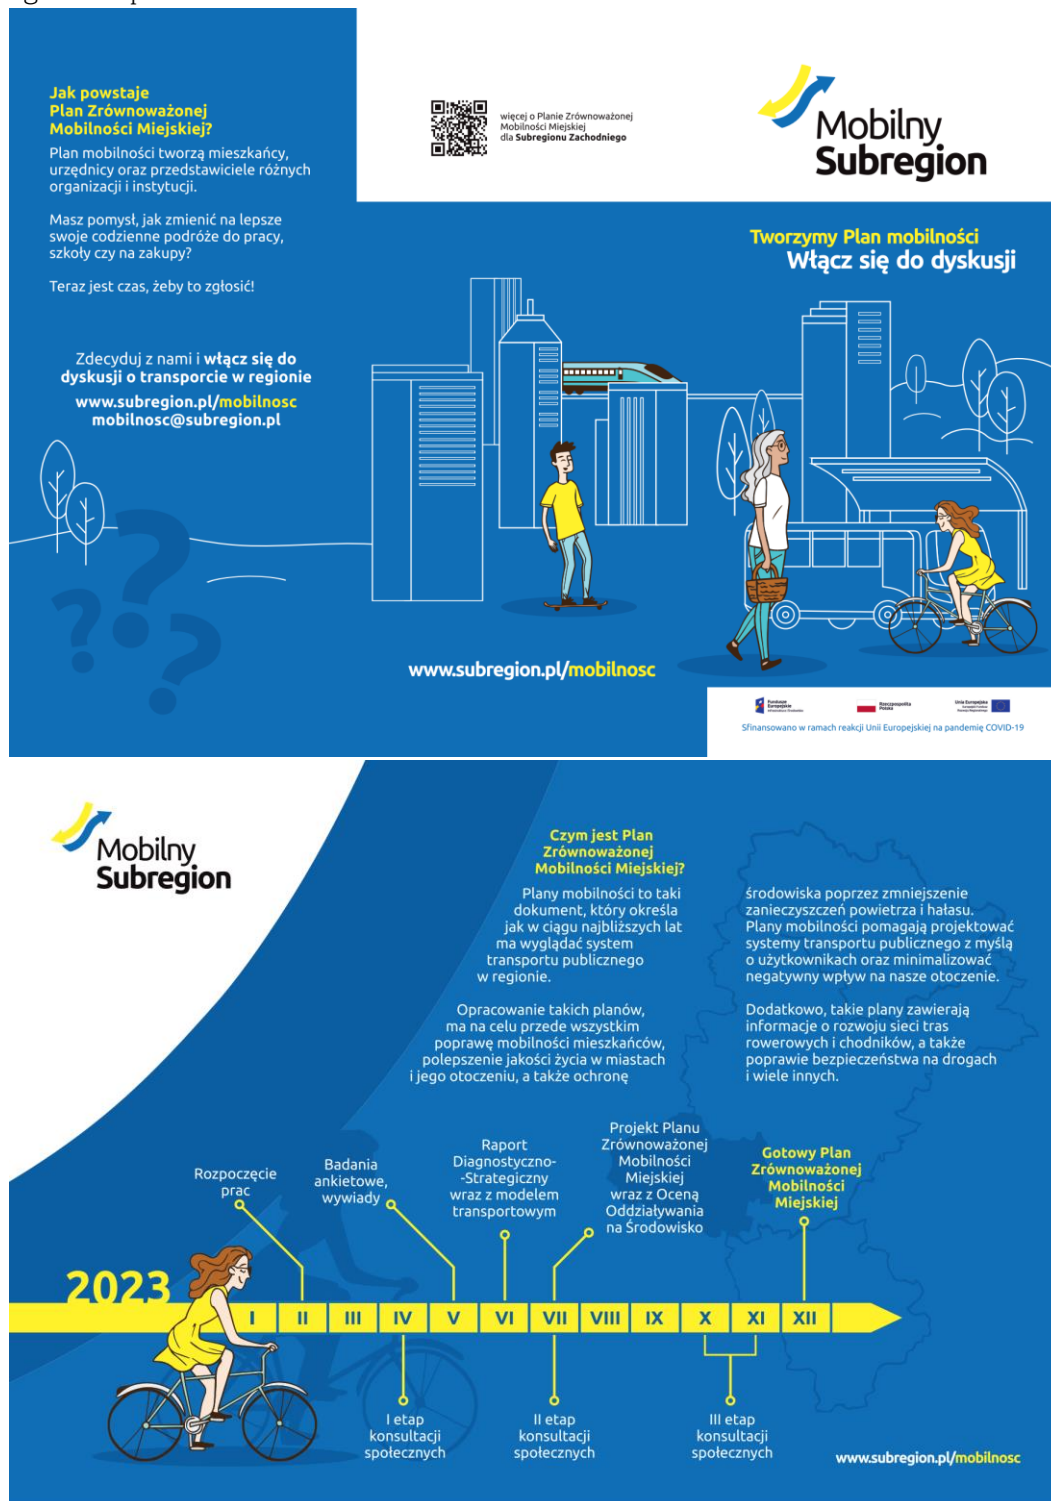 Jak powstaje
Plan Zrównoważonej
Mobilności Miejskiej?
Plan mobilności tworzą mieszkańcy,
urzędnicy oraz przedstawiciele różnych
organizacji i instytucji.
Masz pomysł, jak zmienić na lepsze
swoje codzienne podróże do pracy,
szkoły czy na zakupy?
Teraz jest czas, żeby to zgłosić!
Zdecyduj z nami i włącz się do
dyskusji o transporcie w regionie
www.subregion.pl/mobilnosc
mobilnosc@subregion.pl
więcej o Planie Zrównoważonej
Mobilności Miejskiej
dla Subregionu Zachodniego
www.subregion.pl/mobilnosc
Mobilny
Subregion
Tworzymy Plan mobilności
Włącz się do dyskusji
Fundusze
Europejskie
Rzeczpospolita
Polska
Unia Europejska
Sfinansowano w ramach reakcji Unii Europejskiej na pandemię COVID-19
Mobilny
Subregion
Czym jest Plan
Zrównoważonej
Mobilności Miejskiej?
Plany mobilności to taki
dokument, który określa
jak w ciągu najbliższych lat
ma wyglądać system
transportu publicznego
w regionie.
Opracowanie takich planów,
ma na celu przede wszystkim
poprawę mobilności mieszkańców,
polepszenie jakości życia w miastach
i jego otoczeniu, a także ochronę
środowiska poprzez zmniejszenie
zanieczyszczeń powietrza i hałasu.
Plany mobilności pomagają projektować
systemy transportu publicznego z myślą
o użytkownikach oraz minimalizować
negatywny wpływ na nasze otoczenie.
Dodatkowo, takie plany zawierają
informacje o rozwoju sieci tras
rowerowych i chodników, a także
poprawie bezpieczeństwa na drogach
i wiele innych.
Rozpoczęcie
prac
Badania
ankietowe,
wywiady
Raport
Diagnostyczno-
-Strategiczny
wraz z modelem
transportowym
Projekt Planu
Zrównoważonej
Mobilności
Miejskiej
wraz z Oceną
Oddziaływania
na Środowisko
Gotowy Plan
Zrównoważonej
Mobilności
Miejskiej
2023
I II III IV V VI VII VIII IX X XI XII
I etap
konsultacji
społecznych
II etap
konsultacji
społecznych
III etap
konsultacji
społecznych
www.subregion.pl/mobilnosc